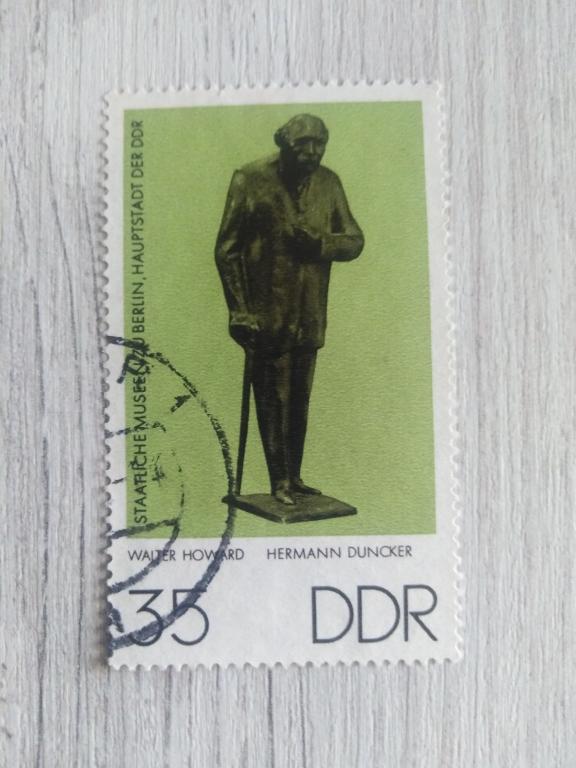 STAATLICHE MUSEEN ZU BERLIN, HAUPTSTADT DER DDR
WALTER HOWARD HERMANN DUNCKER
35 DDR